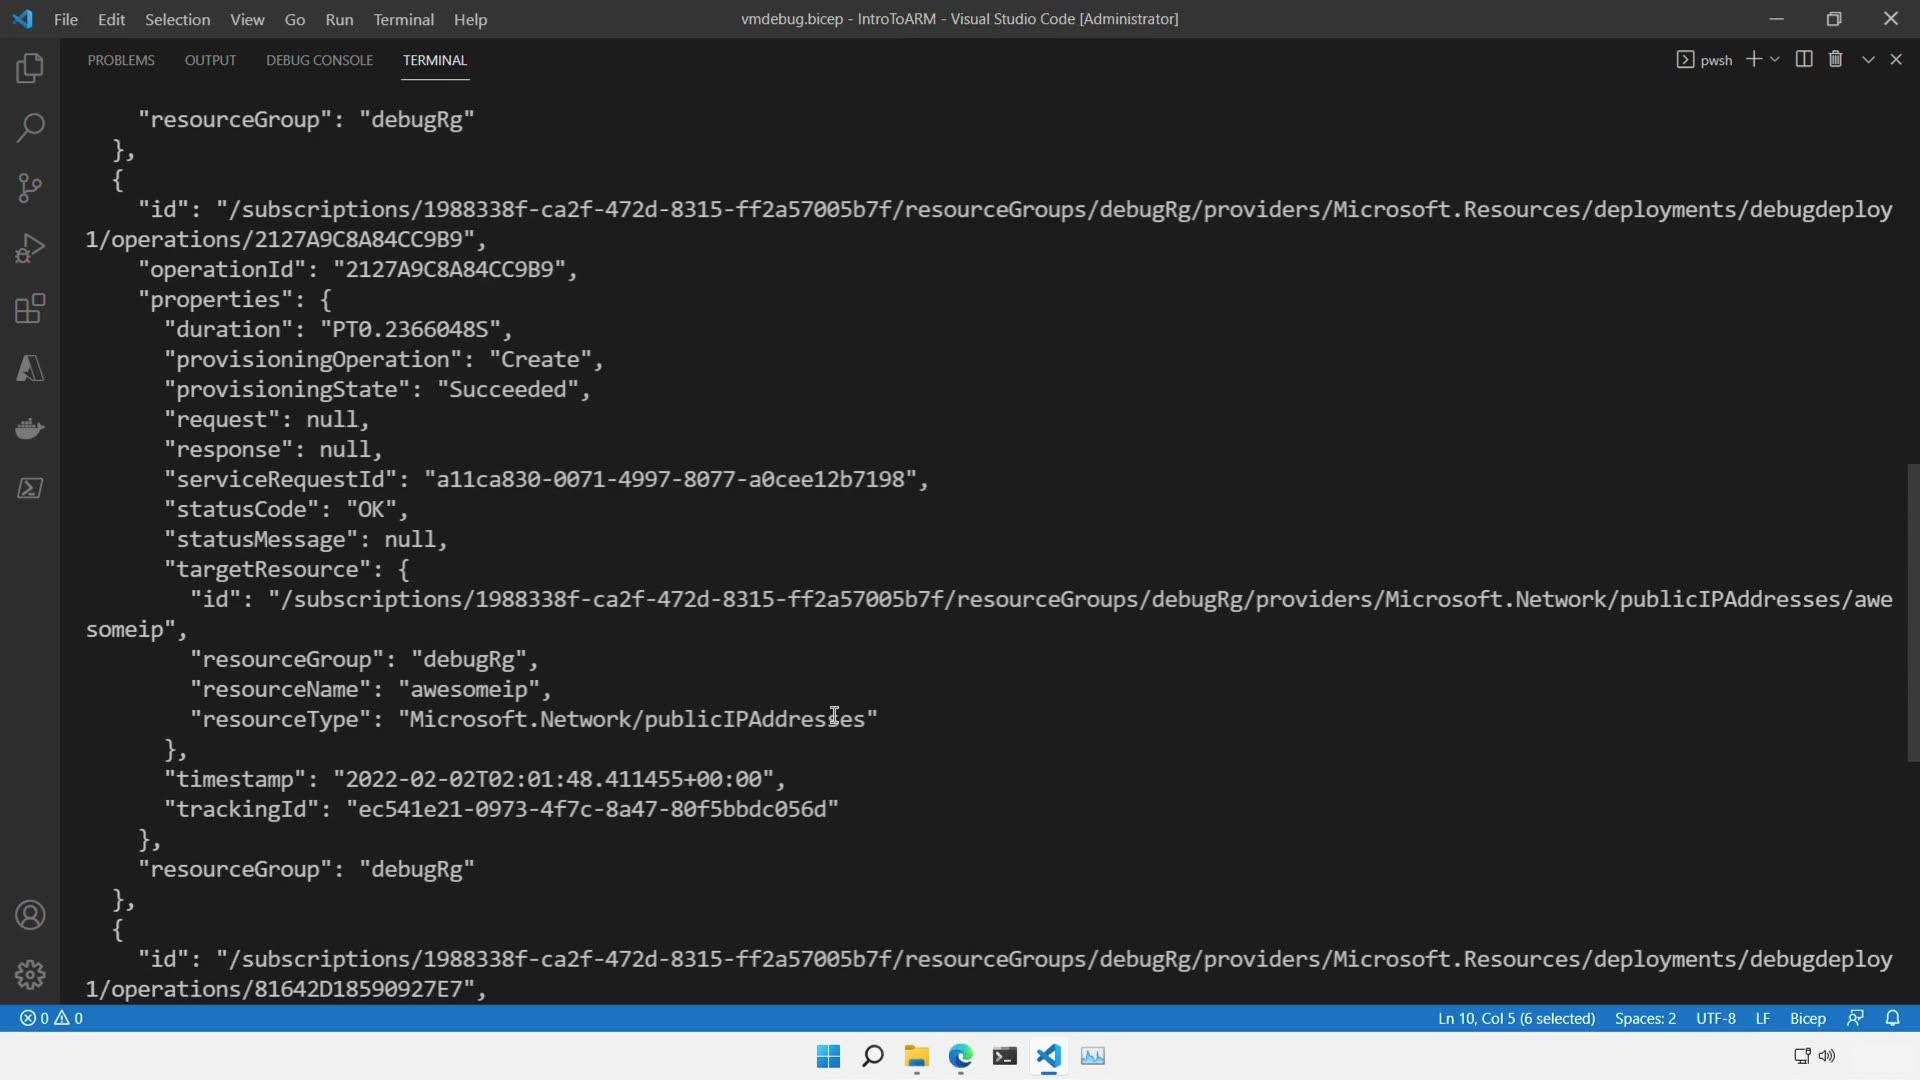 File Edit Selection View Go Run Terminal Help
vmdebug.bicep - IntroToARM - Visual Studio Code [Administrator]
PROBLEMS OUTPUT DEBUG CONSOLE TERMINAL
pwsh
"resourceGroup": "debugRg"
},
{
"id": "/subscriptions/1988338f-ca2f-472d-8315-ff2a57005b7f/resourceGroups/debugRg/providers/Microsoft.Resources/deployments/debugdeploy
1/operations/2127A9C8A84CC9B9",
"operationId": "2127A9C8A84CC9B9",
"properties": {
"duration": "PT0.2366048S",
"provisioningOperation": "Create",
"provisioningState": "Succeeded",
"request": null,
"response": null,
"serviceRequestId": "a11ca830-0071-4997-8077-a0cee12b7198",
"statusCode": "OK",
"statusMessage": null,
"targetResource": {
"id": "/subscriptions/1988338f-ca2f-472d-8315-ff2a57005b7f/resourceGroups/debugRg/providers/Microsoft.Network/publicIPAddresses/awe
someip",
"resourceGroup": "debugRg",
"resourceName": "awesomeip",
"resourceType": "Microsoft.Network/publicIPAddresses"
},
"timestamp": "2022-02-02T02:01:48.411455+00:00",
"trackingId": "ec541e21-0973-4f7c-8a47-80f5bbdc056d"
},
"resourceGroup": "debugRg"
},
{
"id": "/subscriptions/1988338f-ca2f-472d-8315-ff2a57005b7f/resourceGroups/debugRg/providers/Microsoft.Resources/deployments/debugdeploy
1/operations/81642D18590927E7",
0 0
Ln 10, Col 5 (6 selected) Spaces: 2 UTF-8 LF Bicep